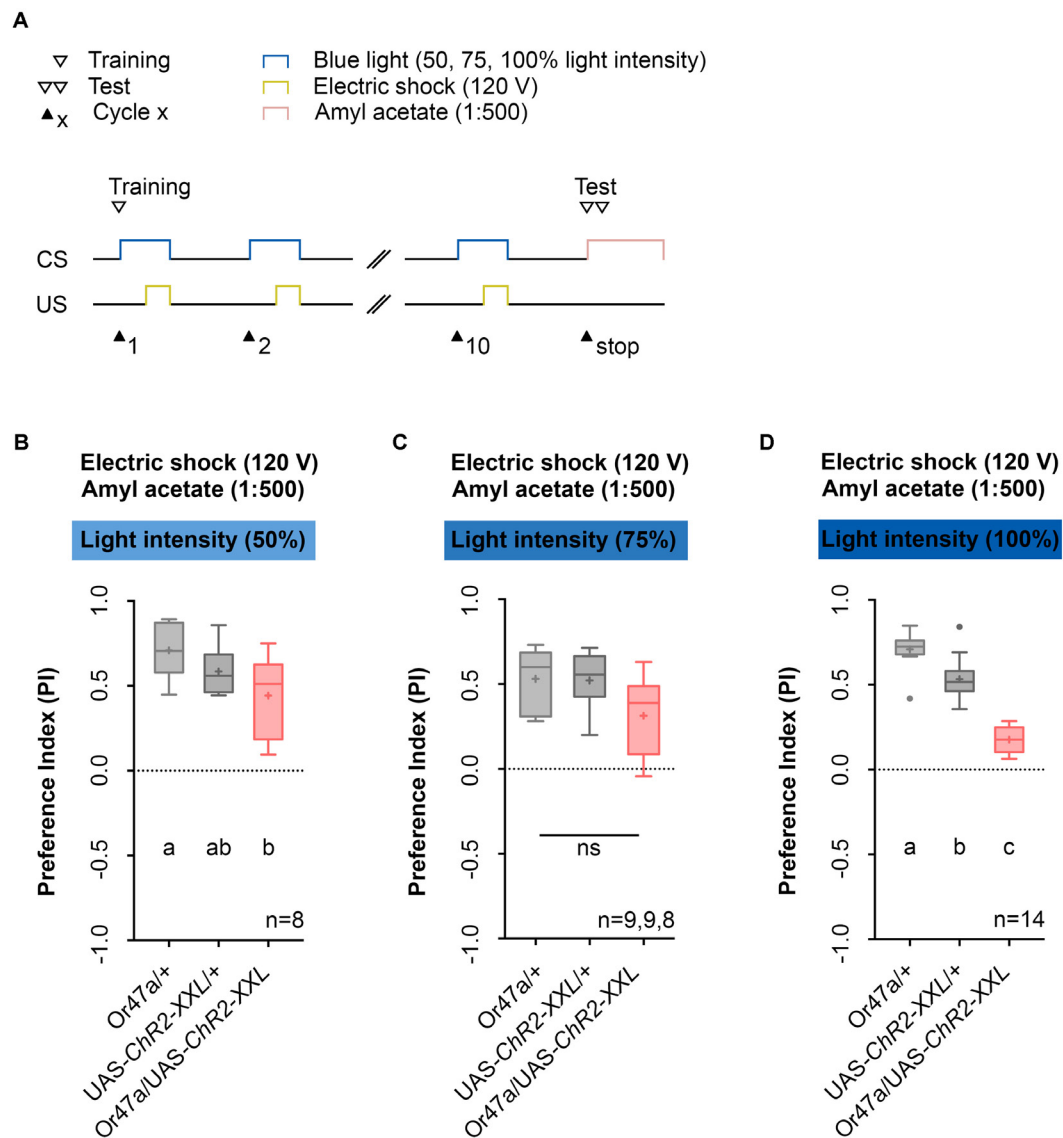 A
Training
Blue light (50, 75, 100% light intensity)
Test
Electric shock (120 V)
x Cycle x
Amyl acetate (1:500)
Training
Test
CS
US
1
2
10
stop
B
Electric shock (120 V)
Amyl acetate (1:500)
Light intensity (50%)
Preference Index (PI)
1.0
0.5
0.0
-0.5
-1.0
a ab b
n=8
Or47a/+
UAS-ChR2-XXL/+
Or47a/UAS-ChR2-XXL
C
Electric shock (120 V)
Amyl acetate (1:500)
Light intensity (75%)
Preference Index (PI)
1.0
0.5
0.0
-0.5
-1.0
ns
n=9,9,8
Or47a/+
UAS-ChR2-XXL/+
Or47a/UAS-ChR2-XXL
D
Electric shock (120 V)
Amyl acetate (1:500)
Light intensity (100%)
Preference Index (PI)
1.0
0.5
0.0
-0.5
-1.0
a b c
n=14
Or47a/+
UAS-ChR2-XXL/+
Or47a/UAS-ChR2-XXL